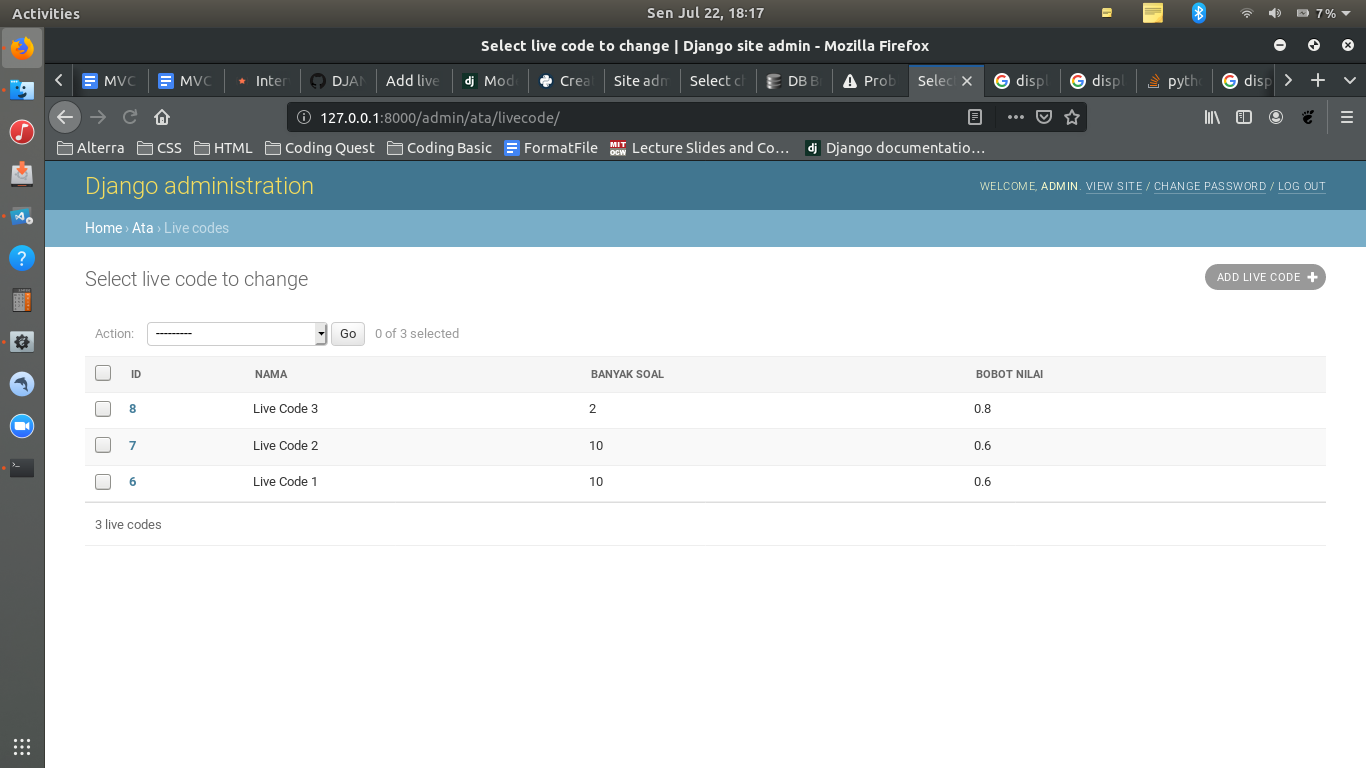 Activities
Sen Jul 22, 18:17
7%
Select live code to change | Django site admin - Mozilla Firefox
MVC MVC Inter DJAN Add live Mode Crea Site adm Select ch DB B Prob Select displ displ pytho disp
127.0.0.1:8000/admin/ata/livecode/
Alterra CSS HTML Coding Quest Coding Basic FormatFile MIT OCW Lecture Slides and Co… dj Django documentatio…
Django administration
WELCOME, ADMIN. VIEW SITE / CHANGE PASSWORD / LOG OUT
Home › Ata › Live codes
Select live code to change
ADD LIVE CODE +
Action: --------- Go 0 of 3 selected
ID NAMA BANYAK SOAL BOBOT NILAI
8 Live Code 3 2 0.8
7 Live Code 2 10 0.6
6 Live Code 1 10 0.6
3 live codes